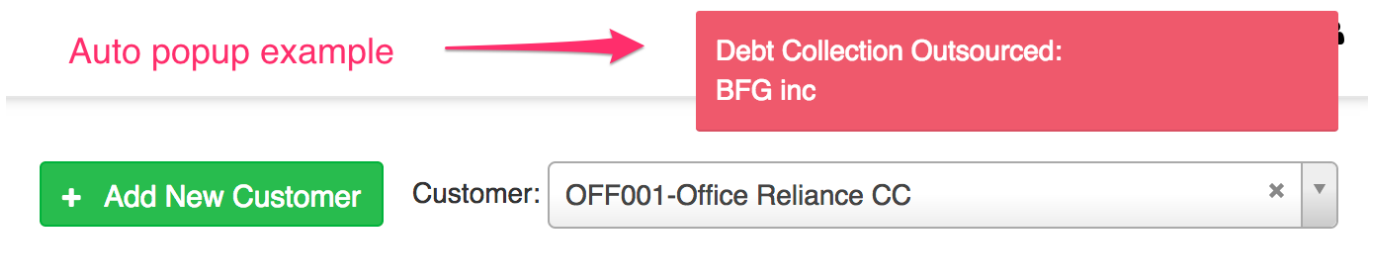 Auto popup example
Debt Collection Outsourced:
BFG inc
+ Add New Customer
Customer:
OFF001-Office Reliance CC